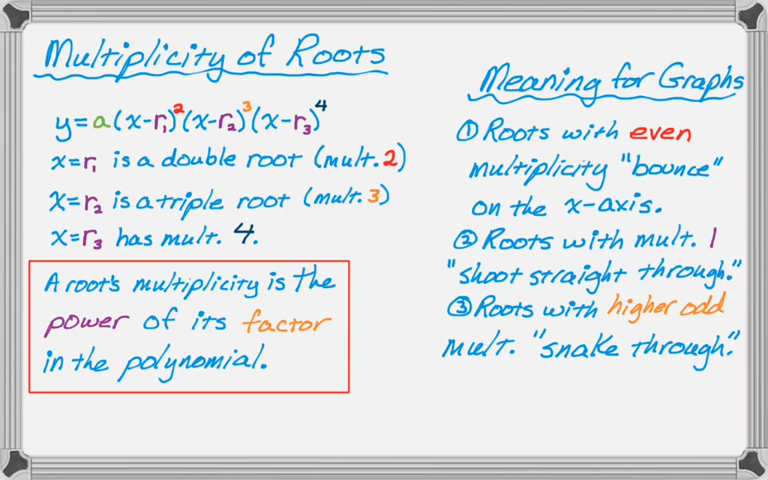 Multiplicity of Roots
y=a(x-r₁)²(x-r₂)³(x-r₃)⁴
x=r₁ is a double root (mult. 2)
x=r₂ is a triple root (mult. 3)
x=r₃ has mult. 4.
A root's multiplicity is the
power of its factor
in the polynomial.
Meaning for Graphs
① Roots with even
multiplicity "bounce"
on the x-axis.
② Roots with mult. 1
"shoot straight through."
③ Roots with higher odd
mult. "snake through."